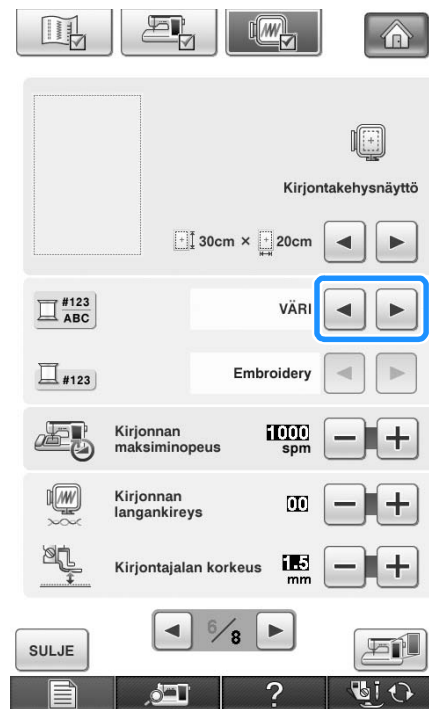 Kirjontakehysnäyttö
30cm × 20cm
#123
ABC
VÄRI
#123
Embroidery
Kirjonnan
maksiminopeus
1000
spm
Kirjonnan
langankireys
00
Kirjontajalan korkeus
1.5
mm
SULJE
6/8
?